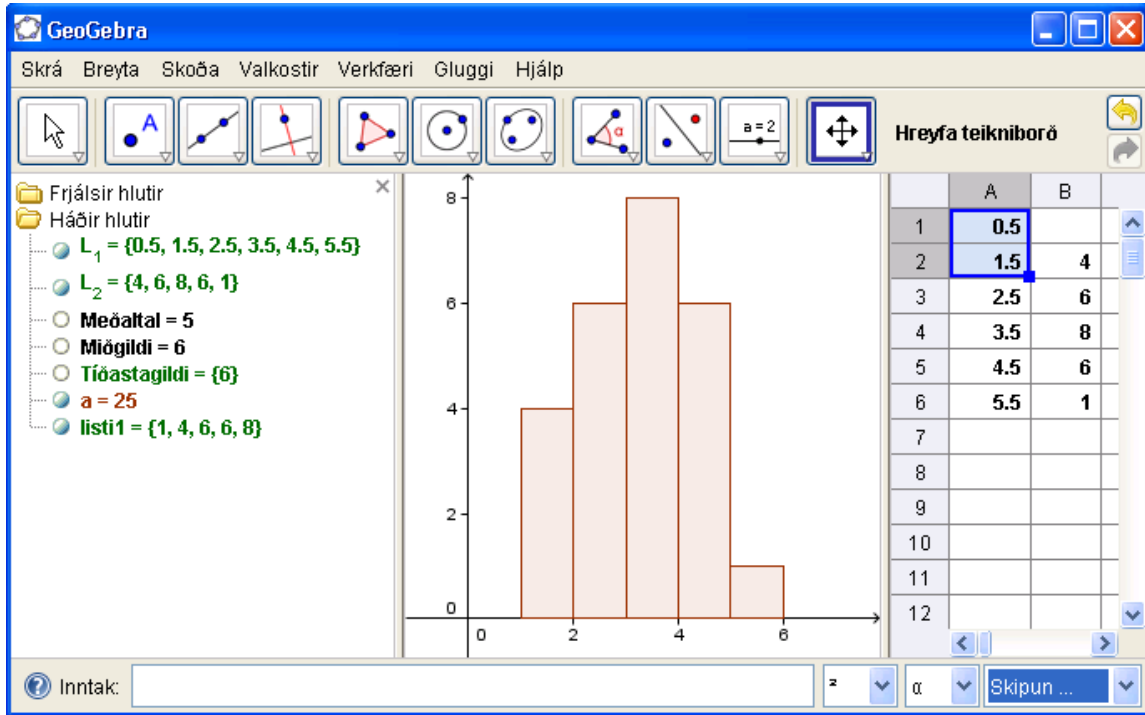 GeoGebra
Skrá Breyta Skoða Valkostir Verkfæri Gluggi Hjálp
A α a = 2 Hreyfa teikniborð
Frjálsir hlutir
Háðir hlutir
L1 = {0.5, 1.5, 2.5, 3.5, 4.5, 5.5}
L2 = {4, 6, 8, 6, 1}
Meðaltal = 5
Miðgildi = 6
Tíðastagildi = {6}
a = 25
listi1 = {1, 4, 6, 6, 8}
8
6
4
2
0
0 2 4 6
A B
1 0.5
2 1.5 4
3 2.5 6
4 3.5 8
5 4.5 6
6 5.5 1
7
8
9
10
11
12
Inntak: ² α Skipun ...